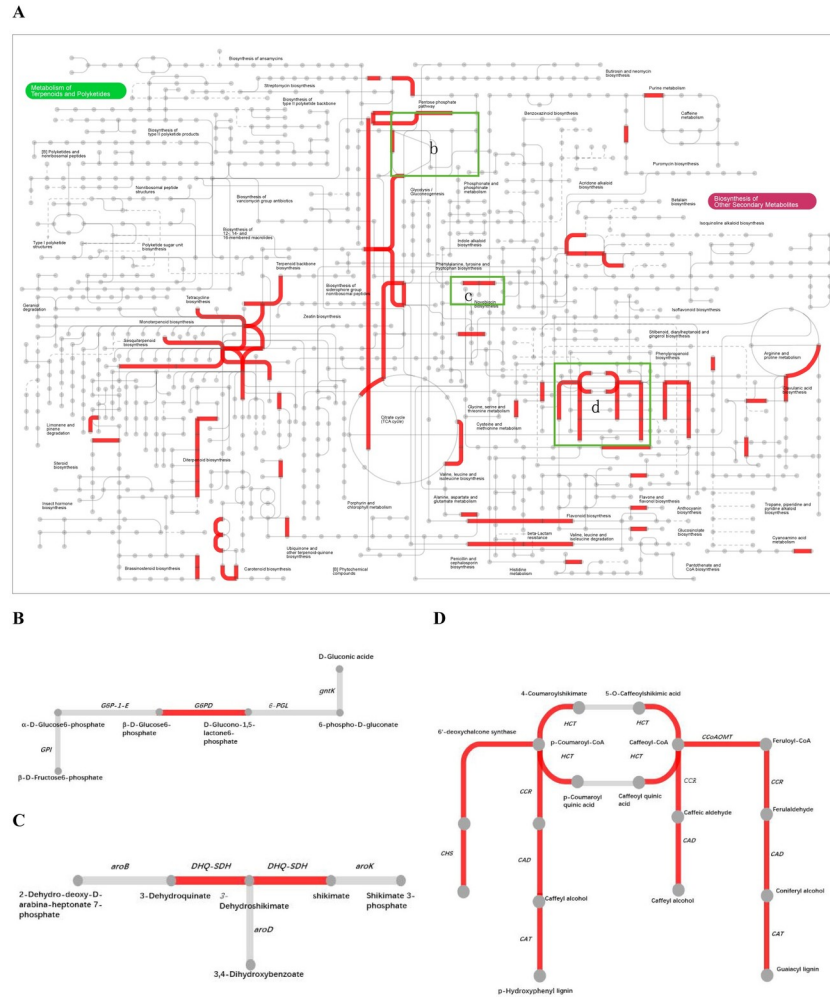 A
Biosynthesis of ansamycins
Metabolism of
Terpenoids and Polyketides
Streptomycin biosynthesis
Butirosin and neomycin
biosynthesis
Biosynthesis of
type II polyketide backbone
Pentose phosphate
pathway
Purine metabolism
Benzoxazinoid biosynthesis
Caffeine
metabolism
Biosynthesis of
type II polyketide products
b
[B] Polyketides and
nonribosomal peptides
Puromycin biosynthesis
Acridone alkaloid
biosynthesis
Nonribosomal peptide
structures
Glycolysis /
Gluconeogenesis
Phosphonate and
phosphinate metabolism
Biosynthesis of
vancomycin group antibiotics
Betalain
biosynthesis
Biosynthesis of
Other Secondary Metabolites
Biosynthesis of
12-, 14- and
16-membered macrolides
Isoquinoline alkaloid biosynthesis
Type I polyketide
structures
Polyketide sugar unit
biosynthesis
Indole alkaloid
biosynthesis
Terpenoid backbone
biosynthesis
Phenylalanine, tyrosine and
tryptophan biosynthesis
Biosynthesis of
siderophore group
nonribosomal peptides
c
Tetracycline
biosynthesis
Novobiocin
biosynthesis
Geraniol
degradation
Isoflavonoid biosynthesis
Monoterpenoid biosynthesis
Zeatin biosynthesis
Stilbenoid, diarylheptanoid and
gingerol biosynthesis
Sesquiterpenoid
biosynthesis
Phenylpropanoid
biosynthesis
Arginine and
proline metabolism
Clavulanic acid
biosynthesis
d
Glycine, serine and
threonine metabolism
Limonene and
pinene
degradation
Citrate cycle
(TCA cycle)
Cysteine and
methionine metabolism
Steroid
biosynthesis
Diterpenoid biosynthesis
Valine, leucine and
isoleucine biosynthesis
Insect hormone
biosynthesis
Porphyrin and
chlorophyll metabolism
Alanine, aspartate and
glutamate metabolism
Flavone and
flavonol biosynthesis
Anthocyanin
biosynthesis
Tropane, piperidine and
pyridine alkaloid
biosynthesis
Flavonoid biosynthesis
Glucosinolate
biosynthesis
Ubiquinone and
other terpenoid-quinone
biosynthesis
beta-Lactam
resistance
Valine, leucine and
isoleucine degradation
Cyanoamino acid
metabolism
Brassinosteroid biosynthesis
Carotenoid biosynthesis
[B] Phytochemical
compounds
Penicillin and
cephalosporin
biosynthesis
Histidine
metabolism
Pantothenate and
CoA biosynthesis
B
D-Gluconic acide
gntK
G6P-1-E
G6PD
6-PGL
α-D-Glucose6-phosphate
β-D-Glucose6-
phosphate
D-Glucono-1,5-
lactone6-
phosphate
6-phospho-D-gluconate
GPI
β-D-Fructose6-phosphate
C
aroB
DHQ-SDH
DHQ-SDH
aroK
2-Dehydro-deoxy-D-
arabina-heptonate 7-
phosphate
3-Dehydroquinate
3-
Dehydroshikimate
shikimate
Shikimate 3-
phosphate
aroD
3,4-Dihydroxybenzoate
D
4-Coumaroylshikimate
5-O-Caffeoylshikimic acid
HCT
HCT
6'-deoxychalcone synthase
CCoAOMT
p-Coumaroyl-CoA
Caffeoyl-CoA
Feruloyl-CoA
HCT
HCT
CCR
CCR
CCR
p-Coumaroyl
quinic acid
Caffeoyl quinic
acid
Caffeic aldehyde
Ferulaldehyde
CHS
CAD
CAD
CAD
Caffeyl alcohol
Caffeyl alcohol
Coniferyl alcohol
CAT
CAT
p-Hydroxyphenyl lignin
Guaiacyl lignin